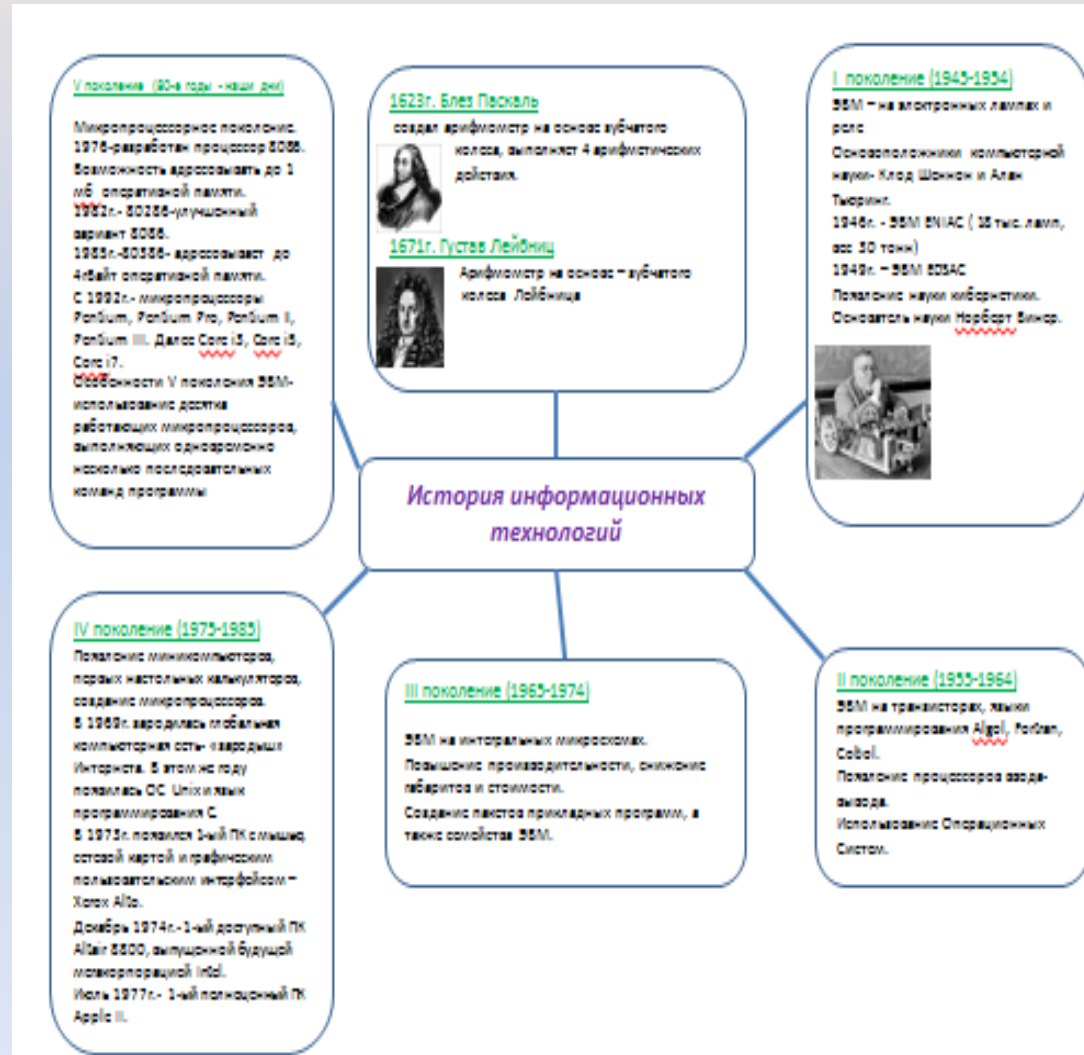 V поколение (80-е годы - наши дни)
Микропроцессорное поколение.
1976-разработан процессор 8086.
Возможность адресовывать до 1
мб оперативной памяти.
1982г.- 80286-улучшенный
вариант 8086.
1985г.-80386- адресовывает до
4гбайт оперативной памяти.
С 1992г.- микропроцессоры
Pentium, Pentium Pro, Pentium II,
Pentium III. Далее Core i3, Core i5,
Core i7.
Особенности V поколения ЭВМ-
использование десятка
работающих микропроцессоров,
выполняющих одновременно
несколько последовательных
команд программы
1623г. Блез Паскаль
создал арифмометр на основе зубчатого
колеса, выполняет 4 арифметических
действия.
1671г. Густав Лейбниц
Арифмометр на основе – зубчатого
колеса Лейбница
I поколение (1945-1954)
ЭВМ – на электронных лампах и
реле
Основоположники компьютерной
науки- Клод Шеннон и Алан
Тьюринг.
1946г. - ЭВМ ENIAC ( 18 тыс. ламп,
вес 30 тонн)
1949г. – ЭВМ EDSAC
Появление науки кибернетики.
Основатель науки Норберт Винер.
История информационных
технологий
IV поколение (1975-1985)
Появление миникомпьютеров,
первых настольных калькуляторов,
создание микропроцессоров.
В 1969г. зародилась глобальная
компьютерная сеть- «зародыш»
Интернета. В этом же году
появилась ОС Unix и язык
программирования С.
В 1973г. появился 1-ый ПК с мышью,
сетевой картой и графическим
пользовательским интерфейсом –
Xerox Alto.
Декабрь 1974г.- 1-ый доступный ПК
Altair 8800, выпущенной будущей
мегакорпорацией Intel.
Июль 1977г.- 1-ый полноценный ПК
Apple II.
III поколение (1965-1974)
ЭВМ на интегральных микросхемах.
Повышение производительности, снижение
габаритов и стоимости.
Создание пакетов прикладных программ, а
также семейства ЭВМ.
II поколение (1955-1964)
ЭВМ на транзисторах, языки
программирования Algol, Fortran,
Cobol.
Появление процессоров ввода-
вывода.
Использование Операционных
Систем.